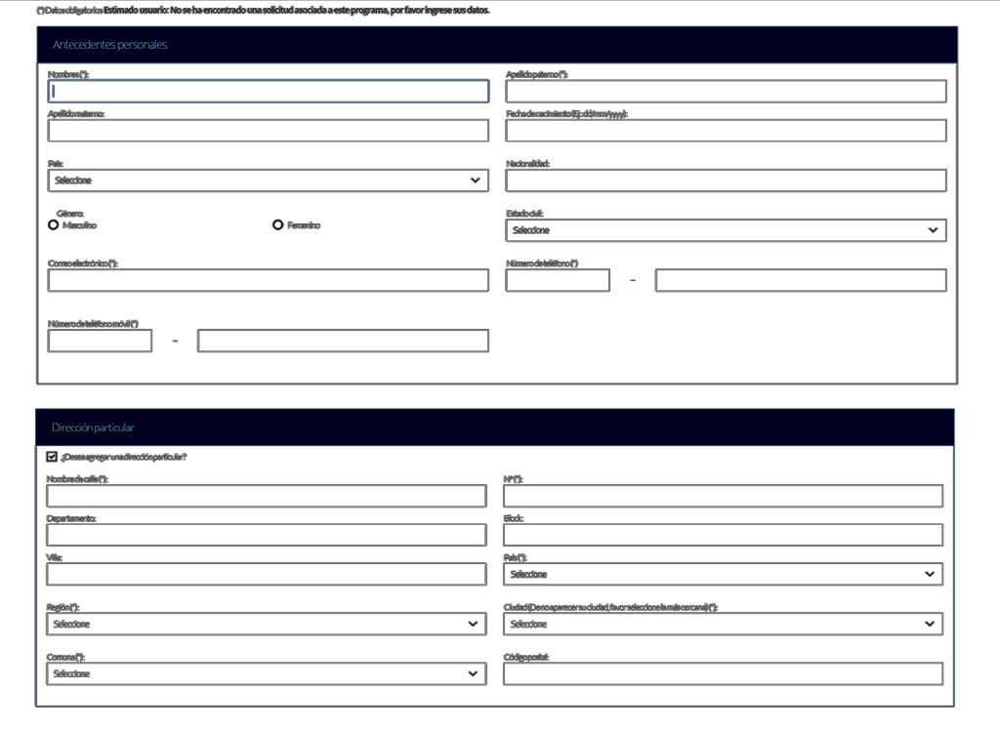 (*) Datos obligatorios Estimado usuario: No se ha encontrado una solicitud asociada a este programa, por favor ingrese sus datos.
Antecedentes personales
Nombres (*):
Apellido paterno (*):
Apellido materno:
Fecha de nacimiento (Ej.: dd/mm/yyyy):
País:
Nacionalidad:
Seleccione
Género:
Masculino
Femenino
Estado civil:
Seleccione
Correo electrónico (*):
Número de teléfono (*)
–
Número de teléfono móvil (*)
–
Dirección particular
¿Desea agregar una dirección particular?
Nombre de calle (*):
Nº (*):
Departamento:
Block:
Villa:
País (*):
Seleccione
Región (*):
Ciudad (De no aparecer su ciudad, favor seleccione la más cercana) (*):
Seleccione
Seleccione
Comuna (*):
Código postal:
Seleccione